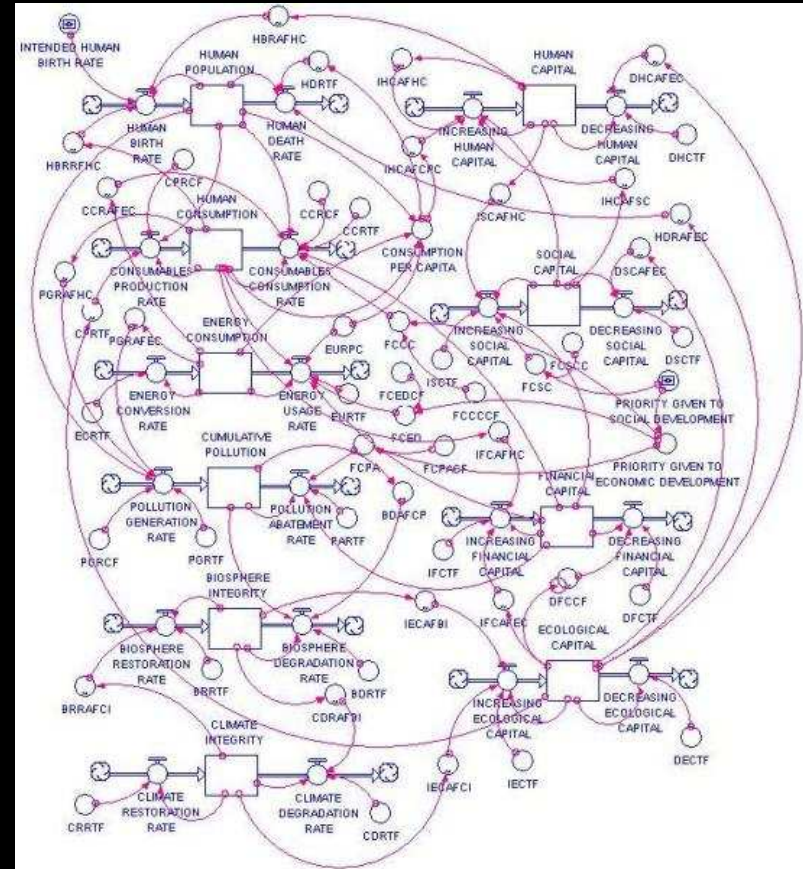 INTENDED HUMAN
BIRTH RATE
HBRAFHC
HUMAN
POPULATION
HDRTF
IHCAFHC
HUMAN
CAPITAL
DHCAFEC
HUMAN
BIRTH
RATE
HUMAN
DEATH
RATE
INCREASING
HUMAN
CAPITAL
DECREASING
HUMAN
CAPITAL
DHCTF
HBRRFHC
CPRCF
IHCAFCPC
CCRAFEC
HUMAN
CONSUMPTION
CCRCF
CCRTF
ISCAFHC
IHCAFSC
HDRAFEC
CONSUMABLES
PRODUCTION
RATE
CONSUMABLES
CONSUMPTION
RATE
CONSUMPTION
PER CAPITA
SOCIAL
CAPITAL
DSCAFEC
PGRAFHC
CPRTF
PGRAFEC
ENERGY
CONSUMPTION
EURPC
FCCC
INCREASING
SOCIAL
CAPITAL
DECREASING
SOCIAL
CAPITAL
DSCTF
ISCTF
FCSC
FCSCC
ECRTF
ENERGY
CONVERSION
RATE
ENERGY
USAGE
RATE
EURTF
FCEDCF
FCED
FCCCCF
PRIORITY GIVEN TO
SOCIAL DEVELOPMENT
CUMULATIVE
POLLUTION
FCPA
FCPACF
IFCAFHC
PRIORITY GIVEN TO
ECONOMIC DEVELOPMENT
BDAFCP
FINANCIAL
CAPITAL
POLLUTION
GENERATION
RATE
POLLUTION
ABATEMENT
RATE
PARTF
PGRCF
PGRTF
INCREASING
FINANCIAL
CAPITAL
DECREASING
FINANCIAL
CAPITAL
IFCTF
DFCCF
DFCTF
BIOSPHERE
INTEGRITY
IECAFBI
IFCAFEC
ECOLOGICAL
CAPITAL
BIOSPHERE
RESTORATION
RATE
BIOSPHERE
DEGRADATION
RATE
BRRTF
BDRTF
BRRAFCI
CDRAFBI
INCREASING
ECOLOGICAL
CAPITAL
DECREASING
ECOLOGICAL
CAPITAL
CLIMATE
INTEGRITY
IECAFCI
IECTF
DECTF
CLIMATE
RESTORATION
RATE
CLIMATE
DEGRADATION
RATE
CRRTF
CDRTF